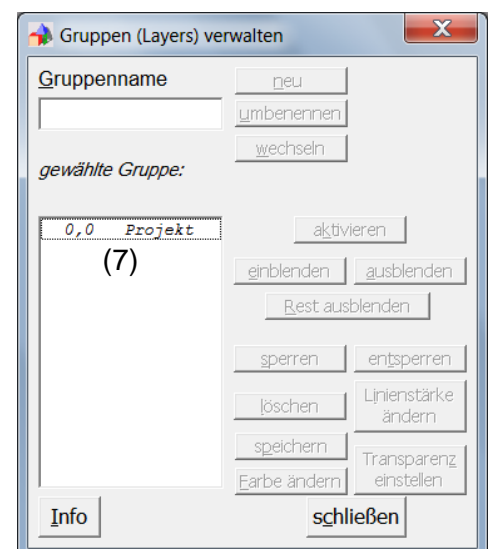 Gruppen (Layers) verwalten
X
Gruppenname
neu
umbenennen
wechseln
gewählte Gruppe:
0,0 Projekt
(7)
aktivieren
einblenden ausblenden
Rest ausblenden
sperren entsperren
löschen
Linienstärke
ändern
speichern
Farbe ändern
Transparenz
einstellen
Info schließen